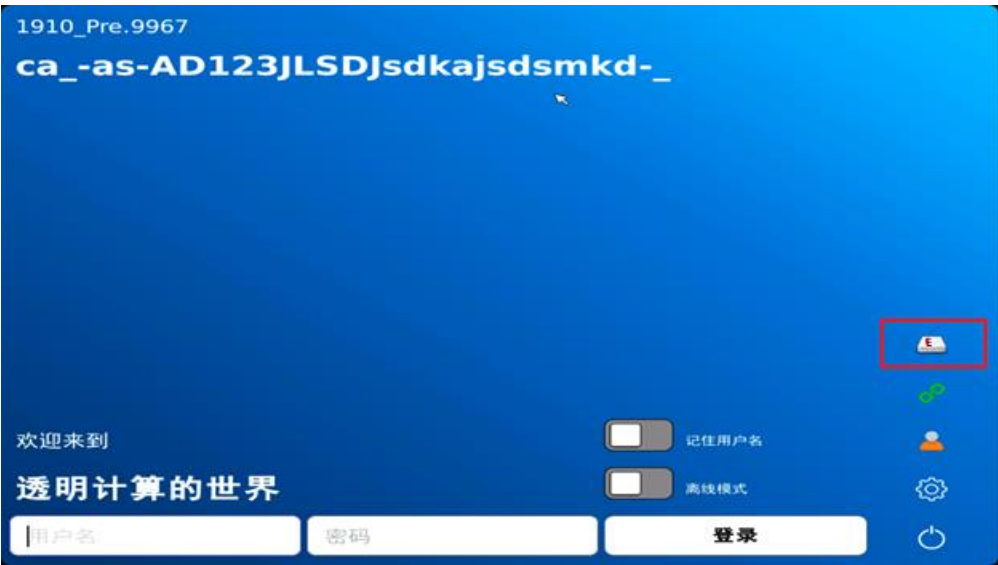 1910_Pre.9967
ca_-as-AD123JLSDJsdkajsdsmkd-_
E
欢迎来到
记住用户名
透明计算的世界
离线模式
用户名
密码
登录